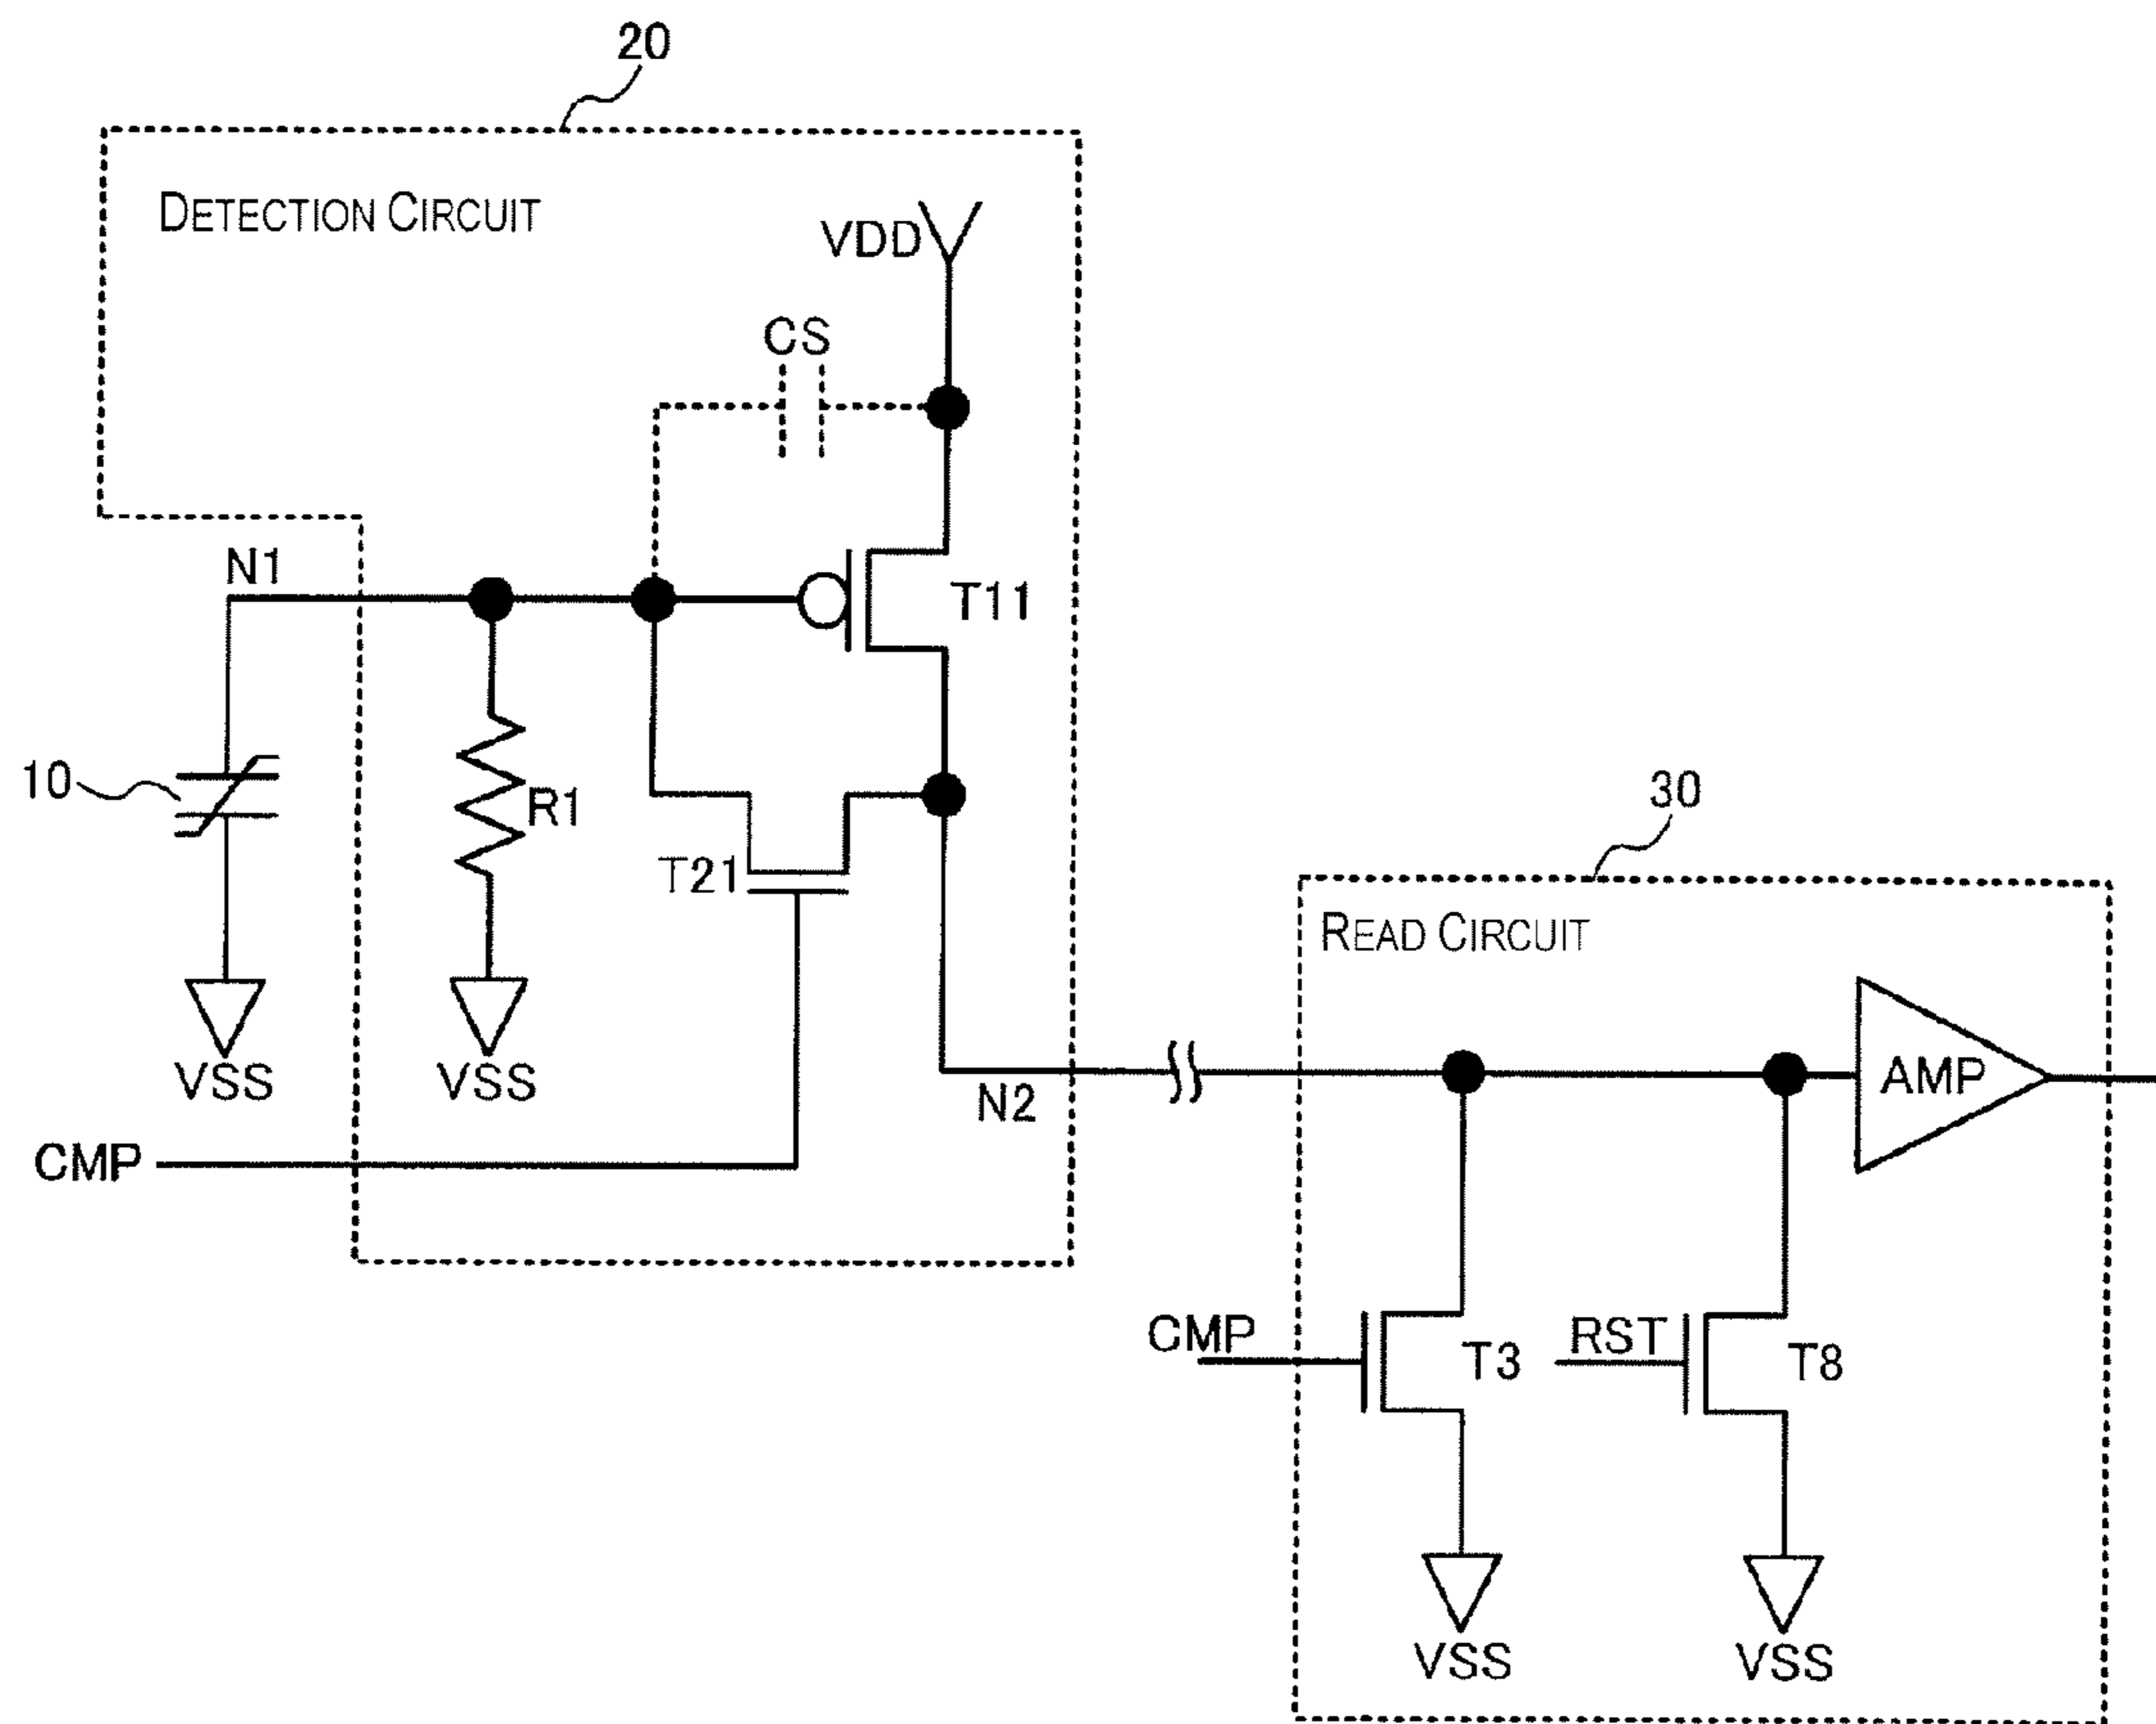 20
DETECTION CIRCUIT
VDD
CS
N1
T11
10
R1
T21
30
READ CIRCUIT
VSS
VSS
N2
AMP
CMP
CMP
T3
RST
T8
VSS
VSS